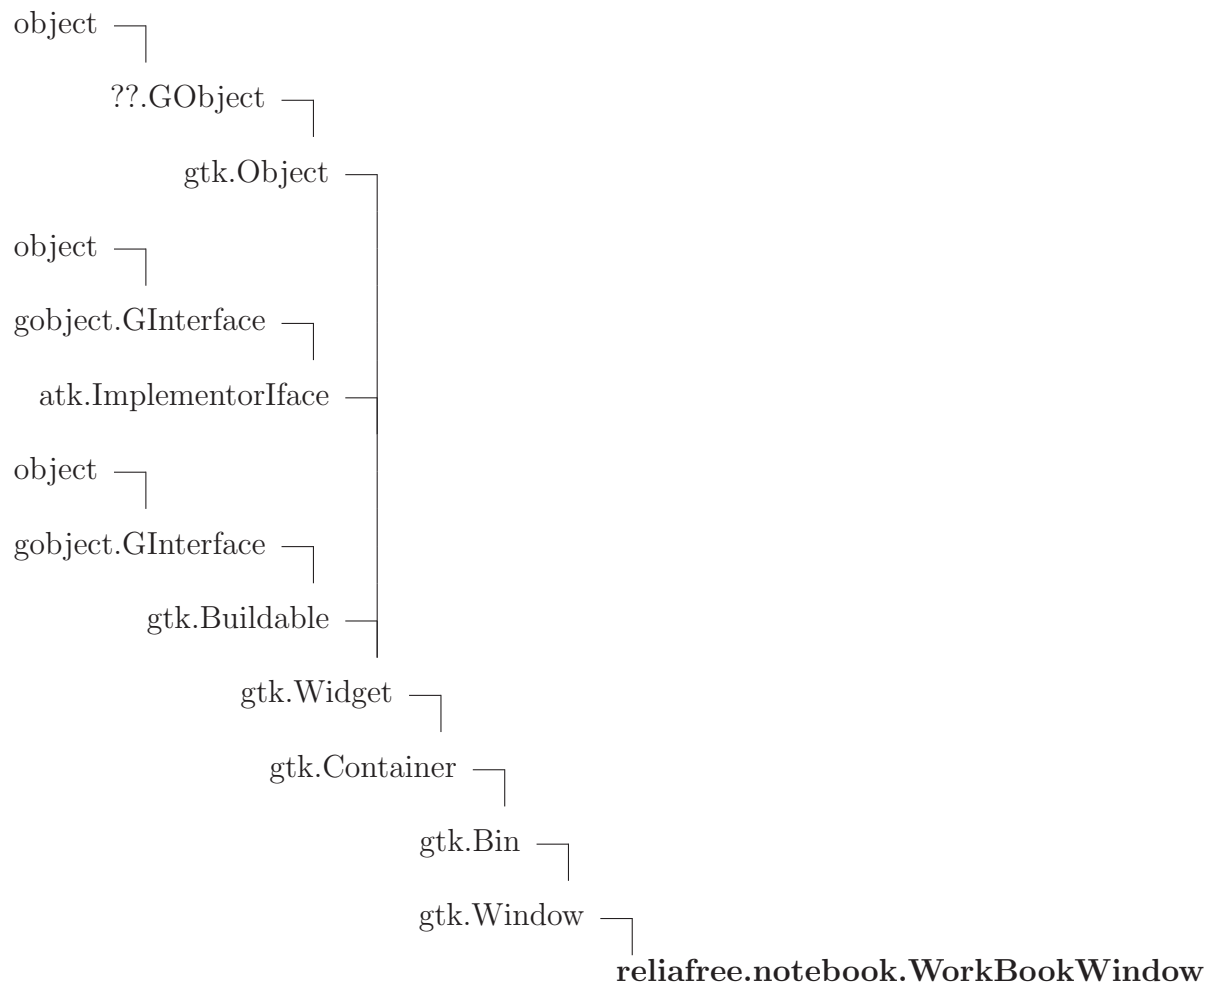 object
??.GObject
gtk.Object
object
gobject.GInterface
atk.ImplementorIface
object
gobject.GInterface
gtk.Buildable
gtk.Widget
gtk.Container
gtk.Bin
gtk.Window
reliafree.notebook.WorkBookWindow